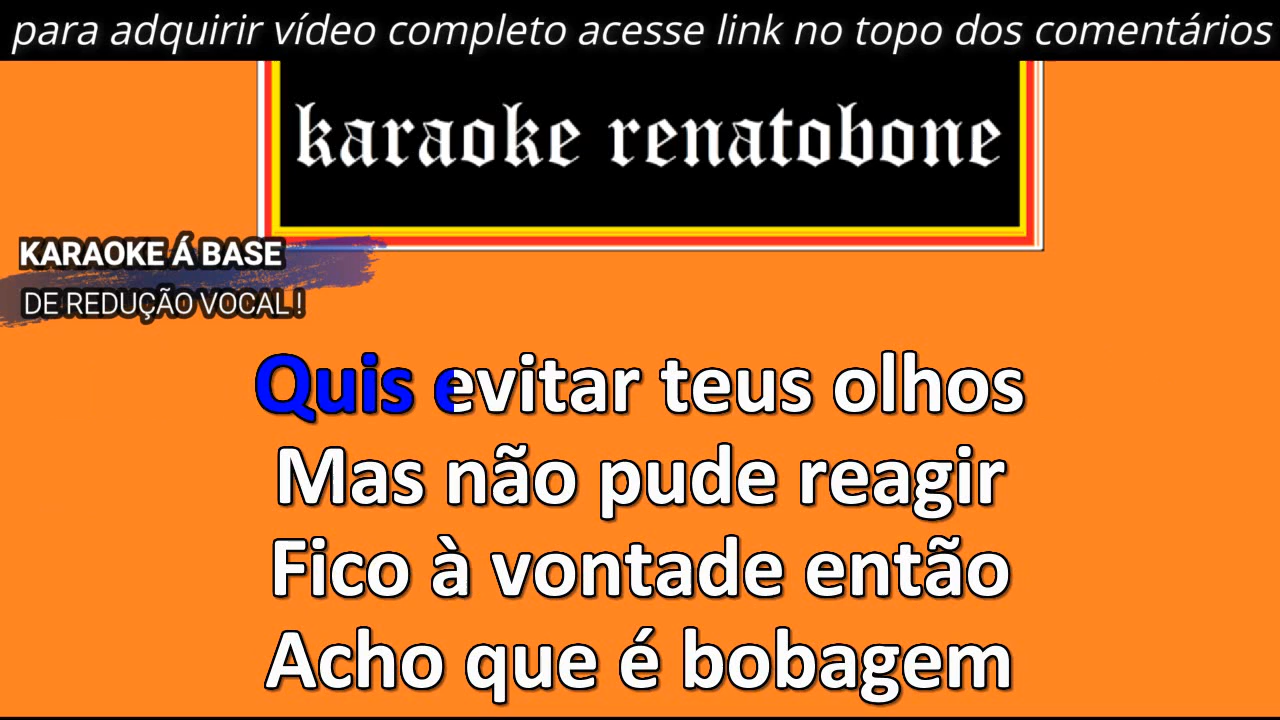 para adquirir vídeo completo acesse link no topo dos comentários
karaoke renatobone
KARAOKE Á BASE
DE REDUÇÃO VOCAL !
Quis evitar teus olhos
Mas não pude reagir
Fico à vontade então
Acho que é bobagem